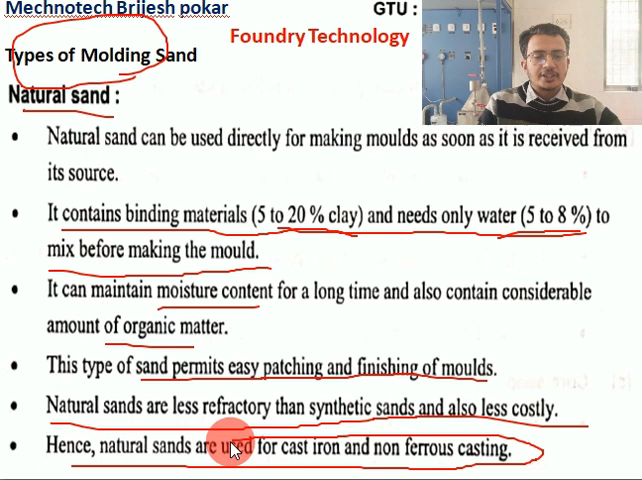 Mechnotech Brijesh pokar
GTU :
Foundry Technology
Types of Molding Sand
Natural sand :
• Natural sand can be used directly for making moulds as soon as it is received from
its source.
• It contains binding materials (5 to 20 % clay) and needs only water (5 to 8 %) to
mix before making the mould.
• It can maintain moisture content for a long time and also contain considerable
amount of organic matter.
• This type of sand permits easy patching and finishing of moulds.
• Natural sands are less refractory than synthetic sands and also less costly.
• Hence, natural sands are used for cast iron and non ferrous casting.